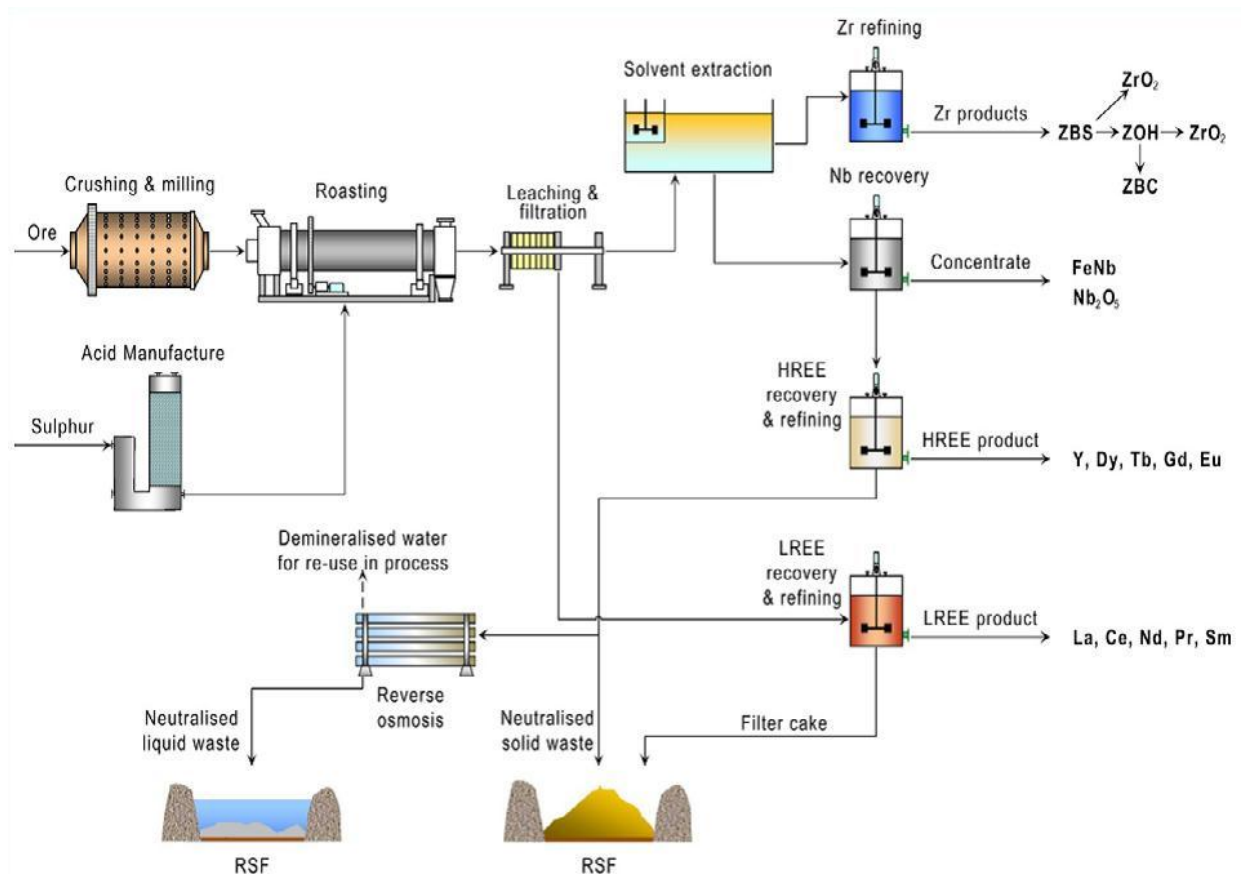 Zr refining
Solvent extraction
ZrO₂
Zr products
ZBS
ZOH
ZrO₂
ZBC
Crushing & milling
Roasting
Leaching &
filtration
Nb recovery
Ore
Concentrate
FeNb
Nb₂O₅
Acid Manufacture
HREE
recovery
& refining
Sulphur
HREE product
Y, Dy, Tb, Gd, Eu
Demineralised water
for re-use in process
LREE
recovery
& refining
LREE product
La, Ce, Nd, Pr, Sm
Reverse
osmosis
Neutralised
liquid waste
Neutralised
solid waste
Filter cake
RSF
RSF